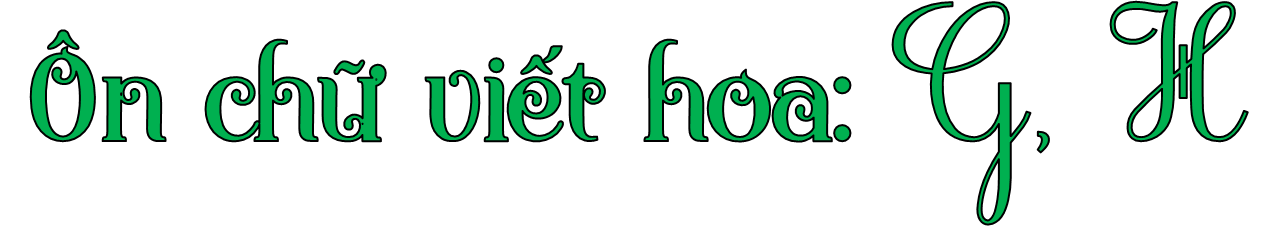 Ôn chữ viết hoa: G, H